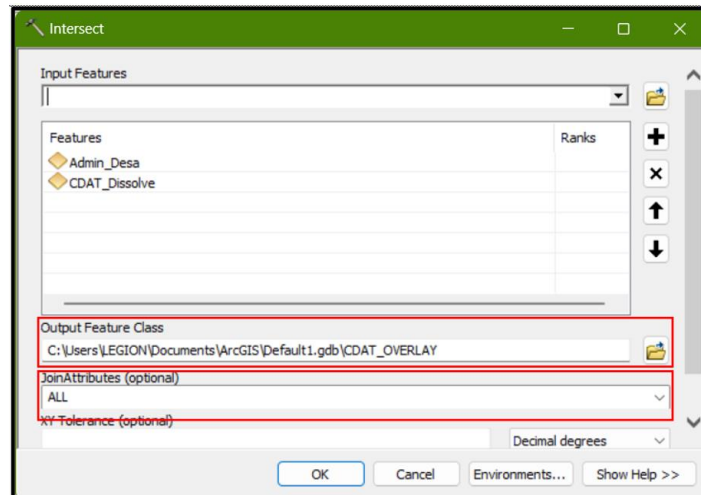 Intersect
Input Features
Features Ranks
Admin_Desa
CDAT_Dissolve
Output Feature Class
C:\Users\LEGION\Documents\ArcGIS\Default1.gdb\CDAT_OVERLAY
JoinAttributes (optional)
ALL
XY Tolerance (optional)
Decimal degrees
OK Cancel Environments... Show Help >>